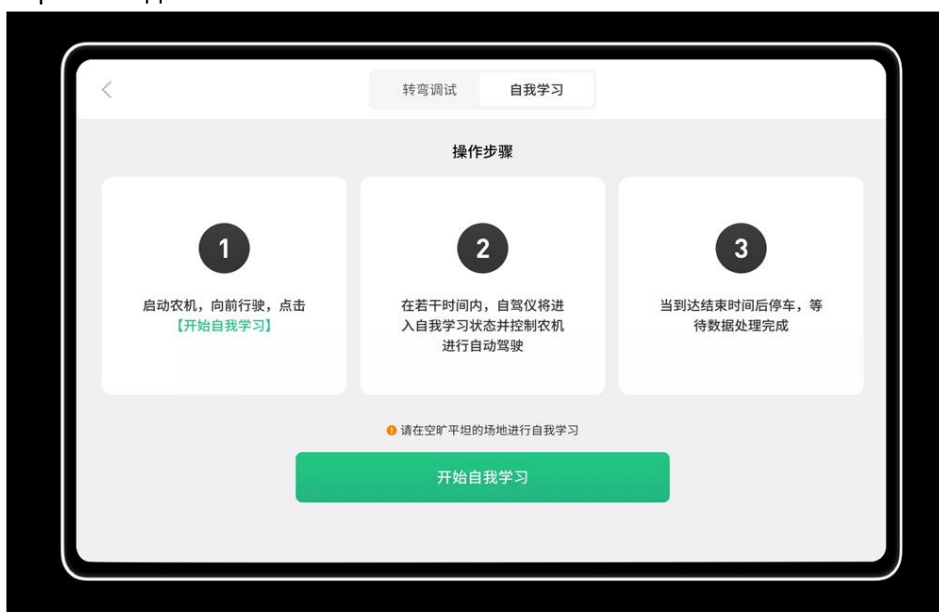 转弯调试
自我学习
操作步骤
1
启动农机，向前行驶，点击
【开始自我学习】
2
在若干时间内，自驾仪将进
入自我学习状态并控制农机
进行自动驾驶
3
当到达结束时间后停车，等
待数据处理完成
请在空旷平坦的场地进行自我学习
开始自我学习